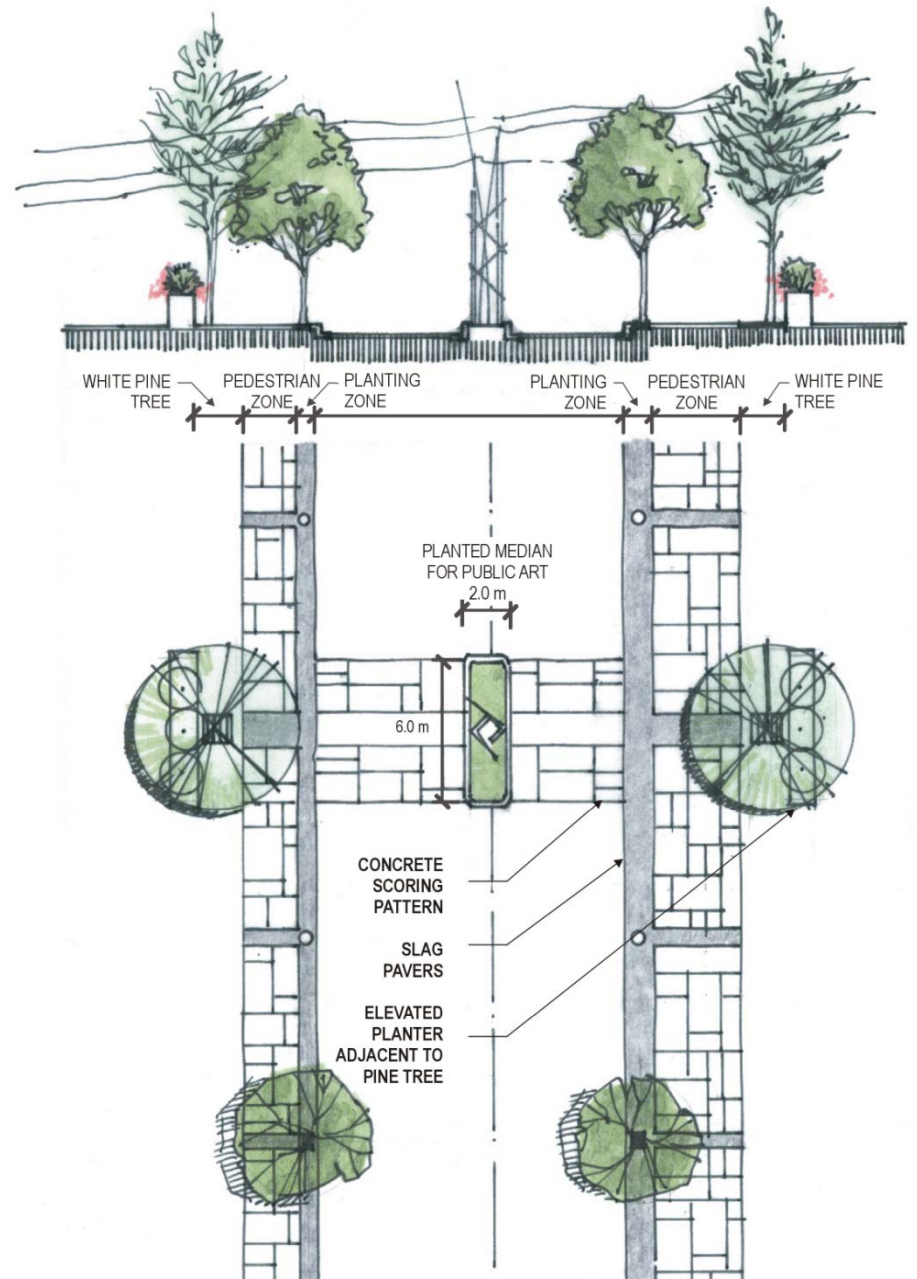 WHITE PINE
TREE
PEDESTRIAN
ZONE
PLANTING
ZONE
PLANTING
ZONE
PEDESTRIAN
ZONE
WHITE PINE
TREE
PLANTED MEDIAN
FOR PUBLIC ART
2.0 m
6.0 m
CONCRETE
SCORING
PATTERN
SLAG
PAVERS
ELEVATED
PLANTER
ADJACENT TO
PINE TREE